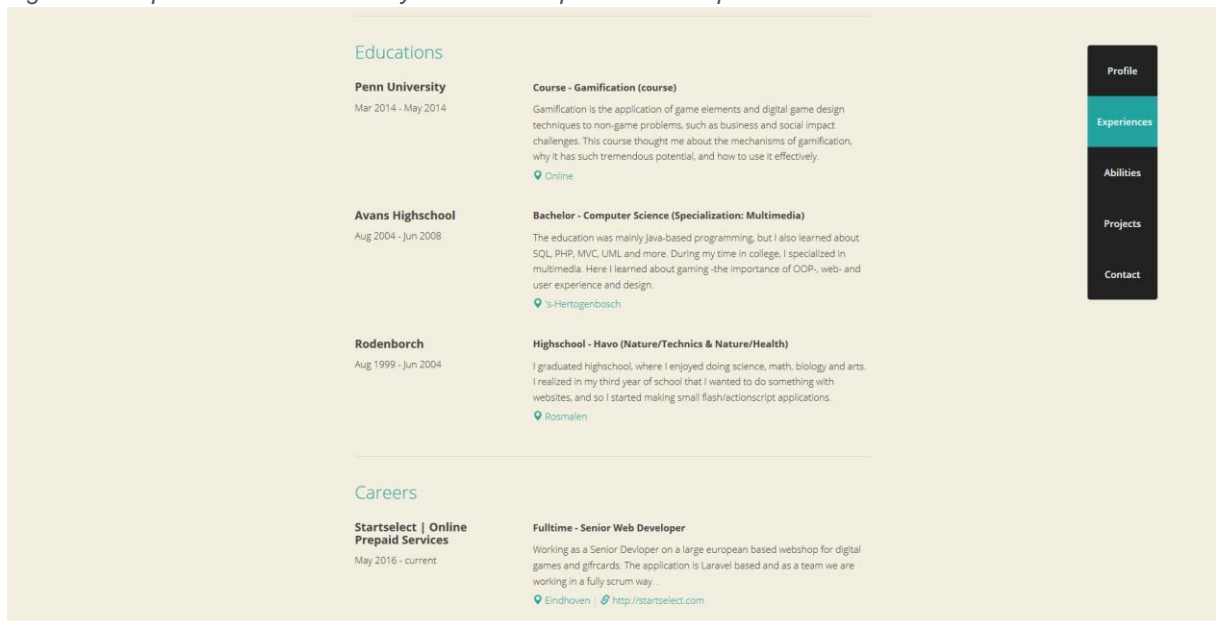 Educations
Penn University
Mar 2014 - May 2014
Course - Gamification (course)
Gamification is the application of game elements and digital game design
techniques to non-game problems, such as business and social impact
challenges. This course thought me about the mechanisms of gamification,
why it has such tremendous potential, and how to use it effectively.
Online
Avans Highschool
Aug 2004 - Jun 2008
Bachelor - Computer Science (Specialization: Multimedia)
The education was mainly Java-based programming, but I also learned about
SQL, PHP, MVC, UML and more. During my time in college, I specialized in
multimedia. Here I learned about gaming -the importance of OOP-, web- and
user experience and design.
's-Hertogenbosch
Rodenborch
Aug 1999 - Jun 2004
Highschool - Havo (Nature/Technics & Nature/Health)
I graduated highschool, where I enjoyed doing science, math, biology and arts.
I realized in my third year of school that I wanted to do something with
websites, and so I started making small flash/actionscript applications.
Rosmalen
Careers
Startselect | Online
Prepaid Services
May 2016 - current
Fulltime - Senior Web Developer
Working as a Senior Devloper on a large european based webshop for digital
games and gifrcards. The application is Laravel based and as a team we are
working in a fully scrum way. .
Eindhoven | http://startselect.com
Profile
Experiences
Abilities
Projects
Contact